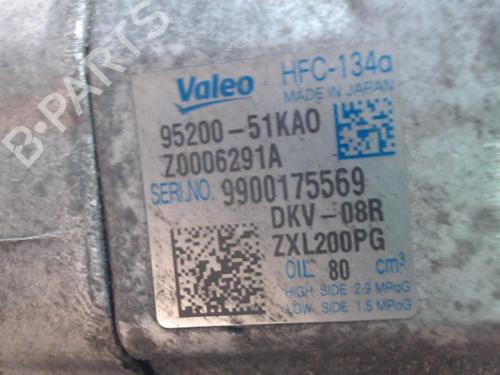 Valeo HFC-134a
MADE IN JAPAN
95200-51KA0
Z0006291A
SERI.NO. 9900175569
DKV-08R
ZXL200PG
OIL 80 cm³
HIGH SIDE 2.9 MPaG
LOW SIDE 1.5 MPaG
B-PARTS